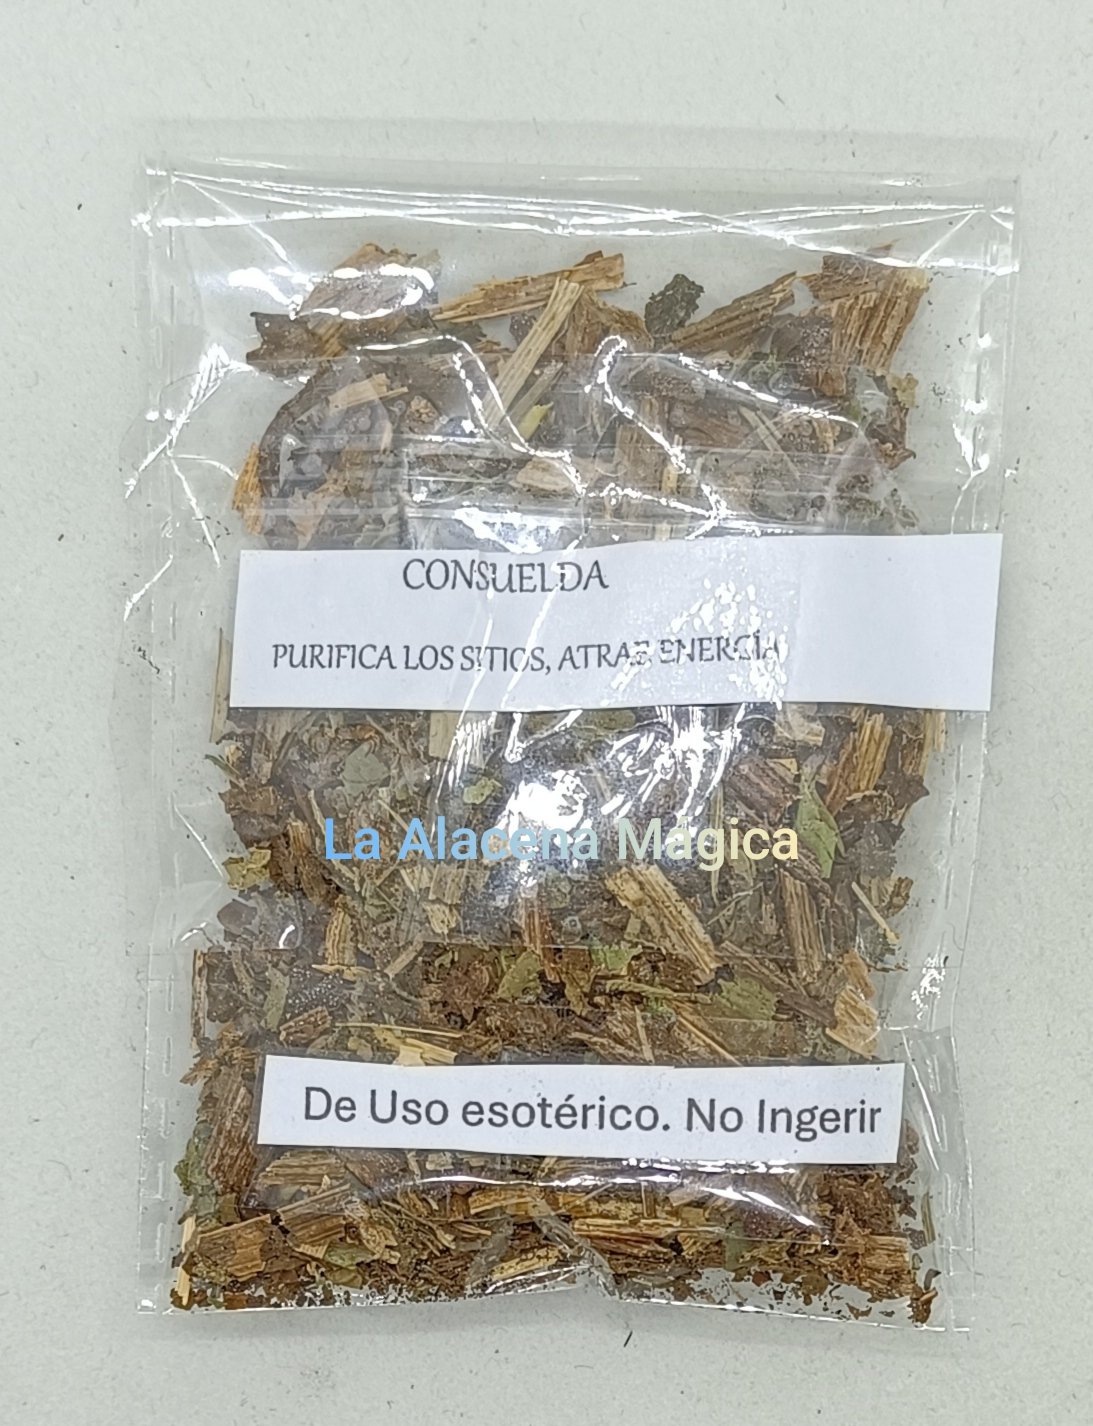 CONSUELDA
PURIFICA LOS SITIOS, ATRAE ENERGÍA
La Alacena Mágica
De Uso esotérico. No Ingerir